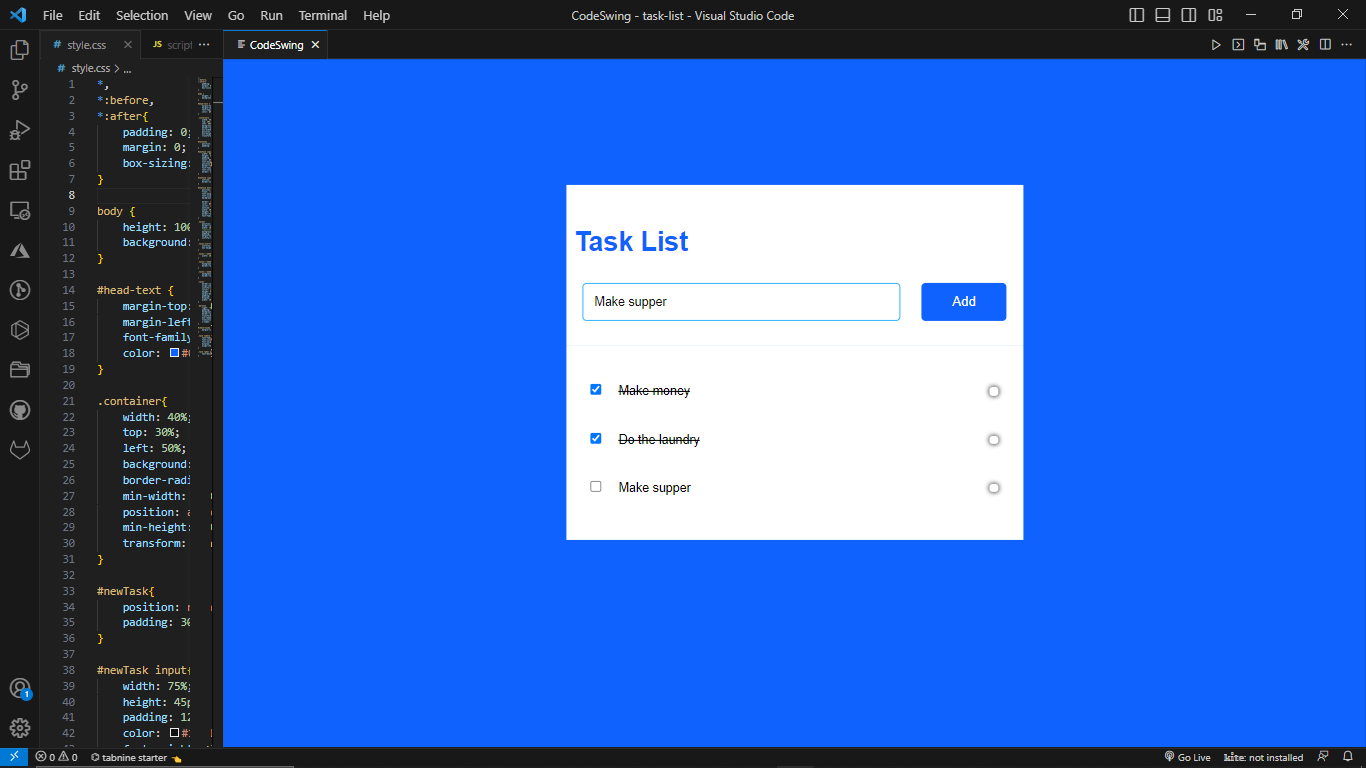 File Edit Selection View Go Run Terminal Help CodeSwing - task-list - Visual Studio Code
# style.css JS script ··· CodeSwing
# style.css > ...
1 *,
2 *:before,
3 *:after{
4 padding: 0;
5 margin: 0;
6 box-sizing:
7 }
8
9 body {
10 height: 100
11 background:
12 }
13
14 #head-text {
15 margin-top:
16 margin-left
17 font-family
18 color: #
19 }
20
21 .container{
22 width: 40%;
23 top: 30%;
24 left: 50%;
25 background:
26 border-radi
27 min-width:
28 position: a
29 min-height:
30 transform:
31 }
32
33 #newTask{
34 position: r
35 padding: 30
36 }
37
38 #newTask input{
39 width: 75%;
40 height: 45p
41 padding: 12
42 color: #
Task List
Make supper Add
Make money
Do the laundry
Make supper
1
0 0 tabnine starter Go Live kite: not installed